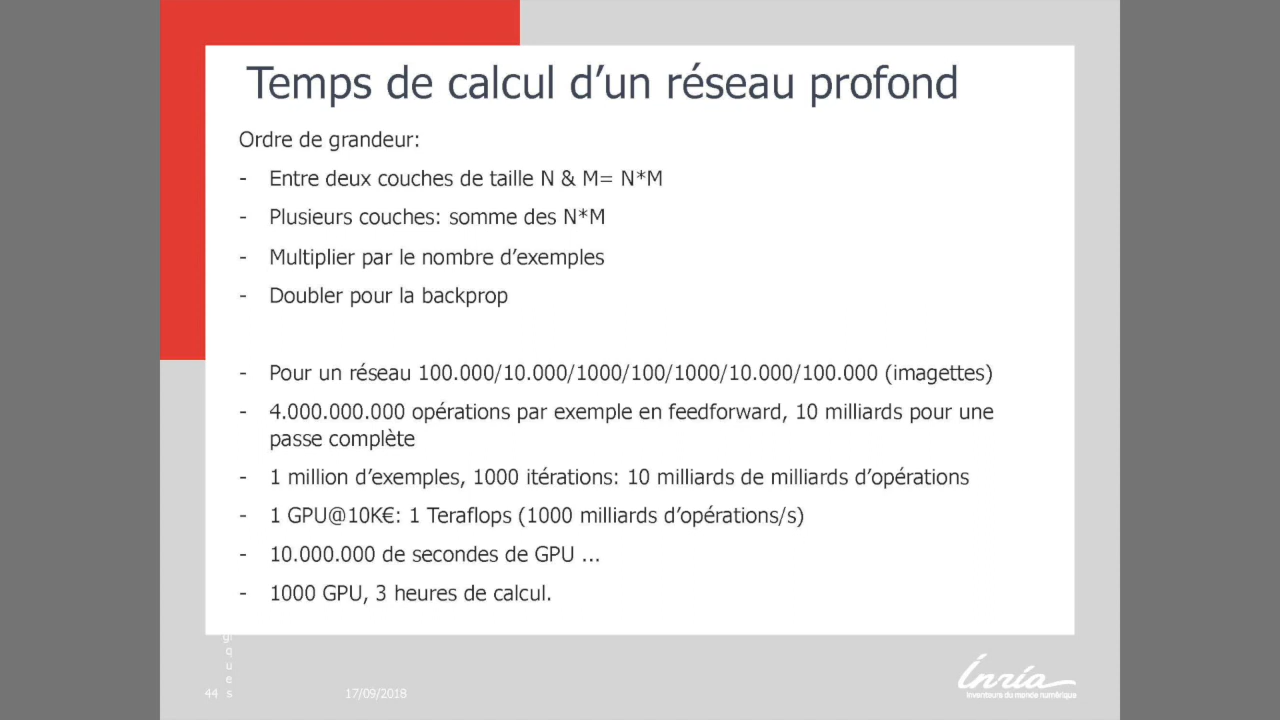 Temps de calcul d’un réseau profond
Ordre de grandeur:
- Entre deux couches de taille N & M= N*M
- Plusieurs couches: somme des N*M
- Multiplier par le nombre d’exemples
- Doubler pour la backprop
- Pour un réseau 100.000/10.000/1000/100/1000/10.000/100.000 (imagettes)
- 4.000.000.000 opérations par exemple en feedforward, 10 milliards pour une
passe complète
- 1 million d’exemples, 1000 itérations: 10 milliards de milliards d’opérations
- 1 GPU@10K€: 1 Teraflops (1000 milliards d’opérations/s)
- 10.000.000 de secondes de GPU ...
- 1000 GPU, 3 heures de calcul.
gi
q
u
e
44 s 17/09/2018
Inría
inventeurs du monde numérique